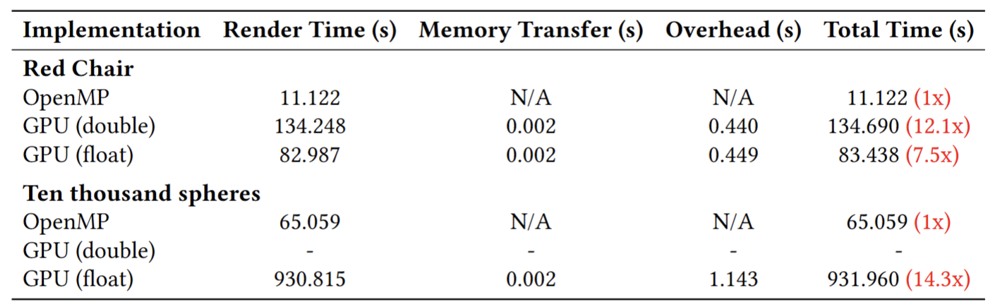 Implementation Render Time (s) Memory Transfer (s) Overhead (s) Total Time (s)
Red Chair
OpenMP 11.122 N/A N/A 11.122 (1x)
GPU (double) 134.248 0.002 0.440 134.690 (12.1x)
GPU (float) 82.987 0.002 0.449 83.438 (7.5x)
Ten thousand spheres
OpenMP 65.059 N/A N/A 65.059 (1x)
GPU (double) - - - -
GPU (float) 930.815 0.002 1.143 931.960 (14.3x)